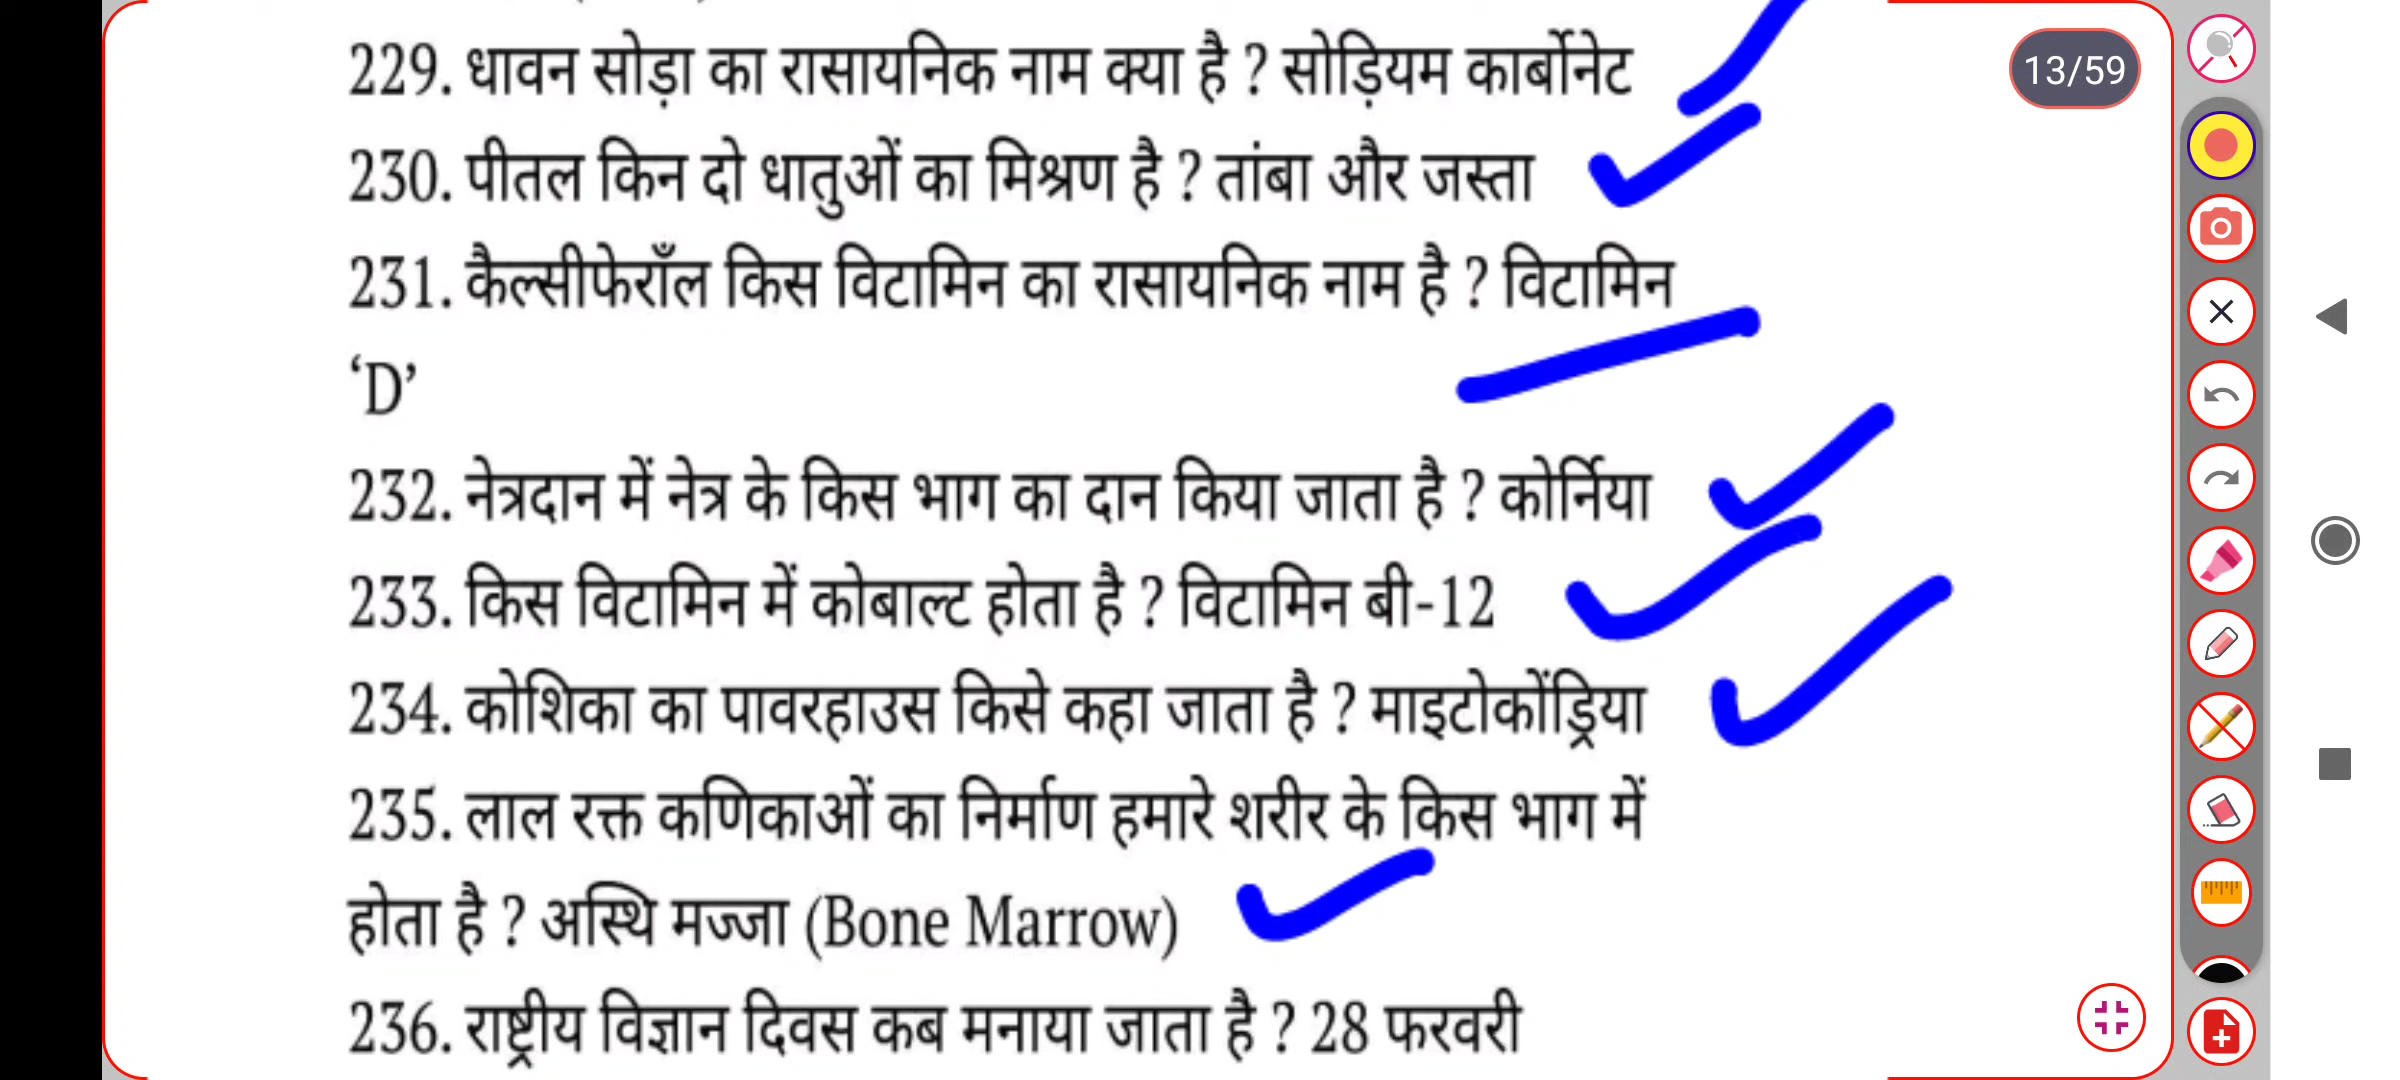 229. धावन सोड़ा का रासायनिक नाम क्या है ? सोड़ियम कार्बोनेट
13/59
230. पीतल किन दो धातुओं का मिश्रण है ? तांबा और जस्ता
231. कैल्सीफेराॅंल किस विटामिन का रासायनिक नाम है ? विटामिन
‘D’
232. नेत्रदान में नेत्र के किस भाग का दान किया जाता है ? कोर्निया
233. किस विटामिन में कोबाल्ट होता है ? विटामिन बी-12
234. कोशिका का पावरहाउस किसे कहा जाता है ? माइटोकोंड्रिया
235. लाल रक्त कणिकाओं का निर्माण हमारे शरीर के किस भाग में
होता है ? अस्थि मज्जा (Bone Marrow)
236. राष्ट्रीय विज्ञान दिवस कब मनाया जाता है ? 28 फरवरी